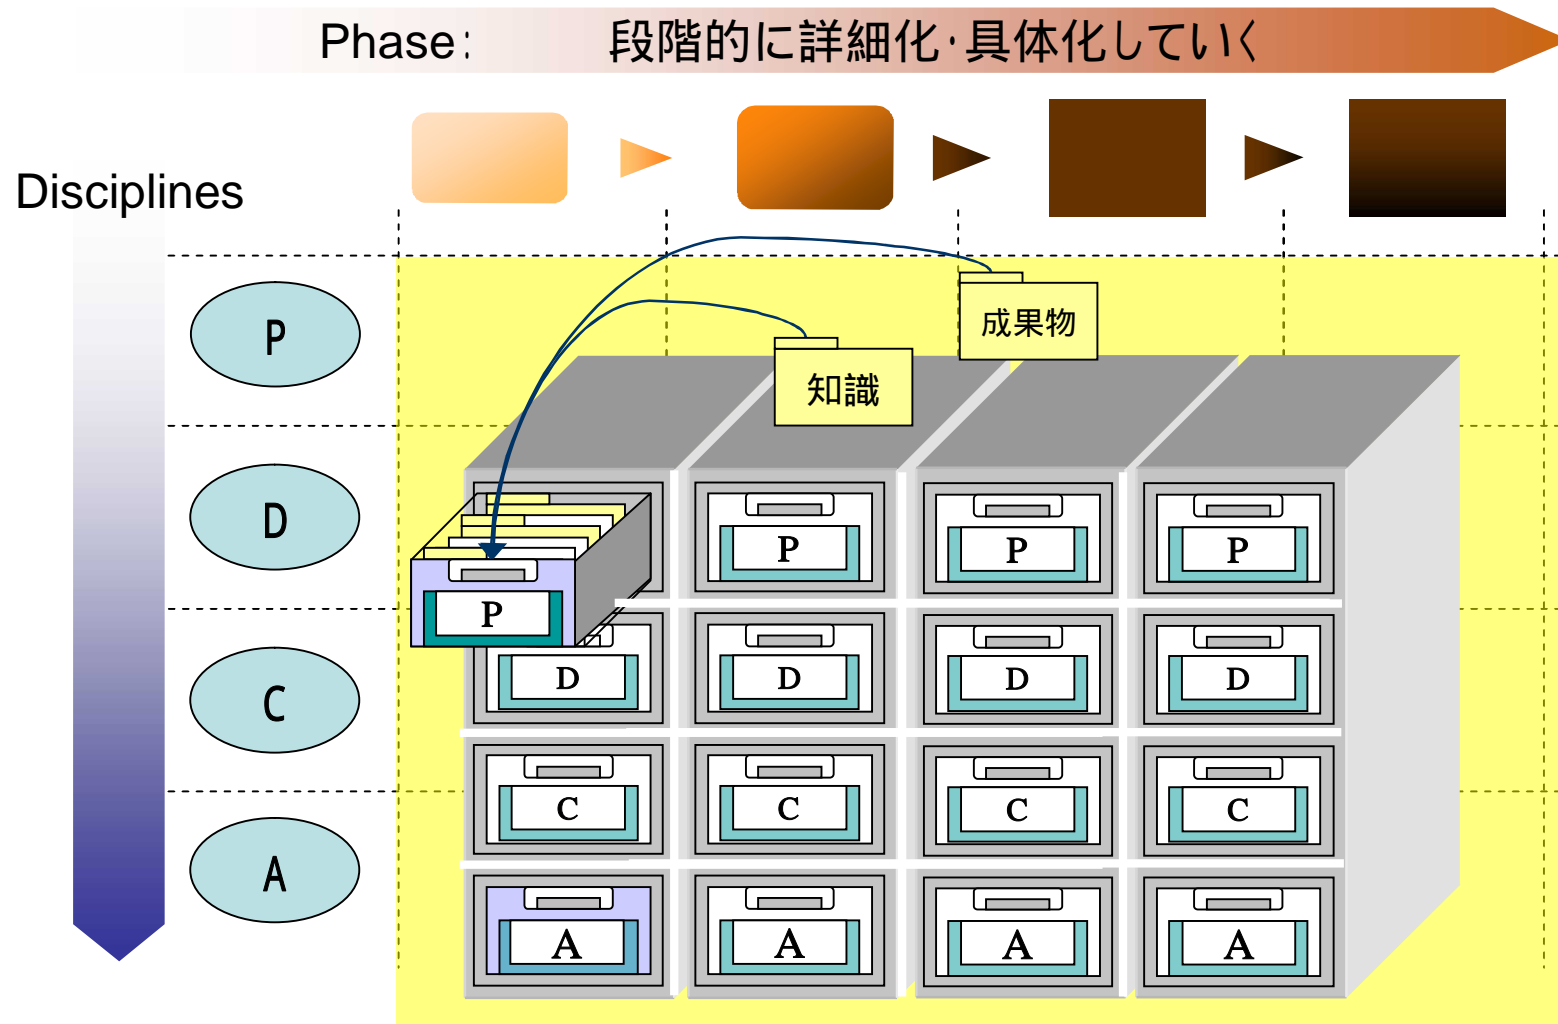 Phase： 段階的に詳細化・具体化していく
Disciplines
P
成果物
知識
D
P P P
P
C
D D D D
C C C C
A
A A A A